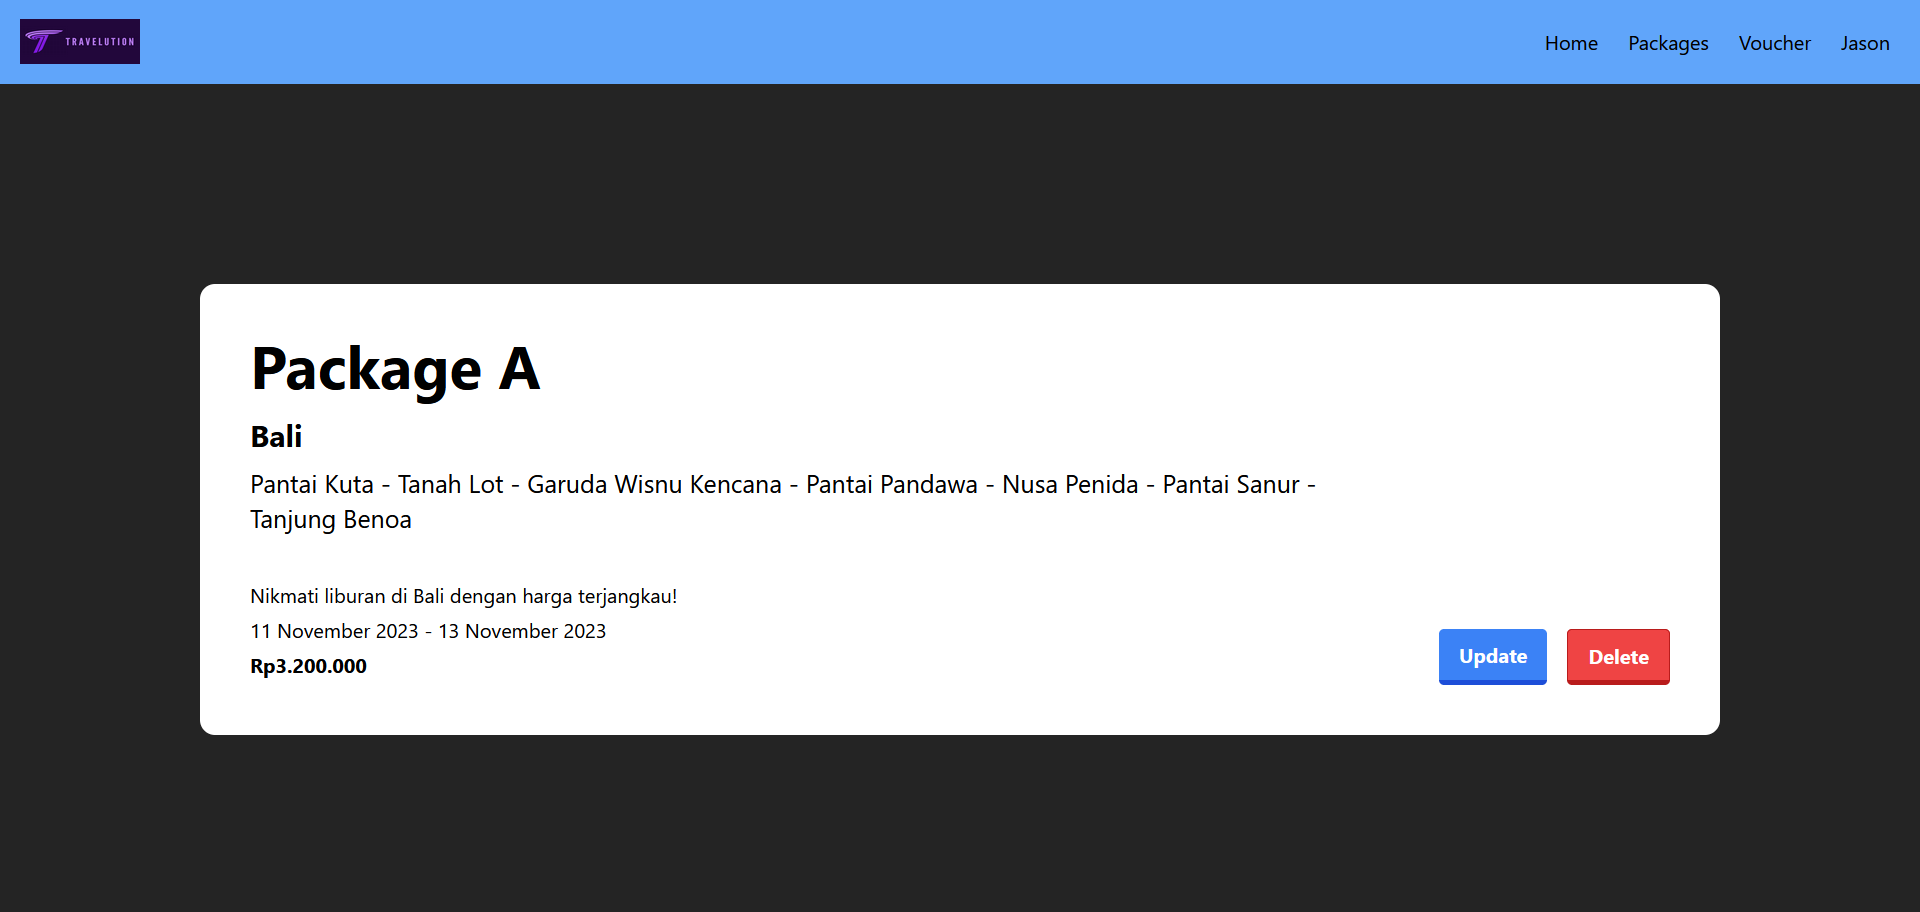 TRAVELUTION
Home
Packages
Voucher
Jason
Package A
Bali
Pantai Kuta - Tanah Lot - Garuda Wisnu Kencana - Pantai Pandawa - Nusa Penida - Pantai Sanur -
Tanjung Benoa
Nikmati liburan di Bali dengan harga terjangkau!
11 November 2023 - 13 November 2023
Rp3.200.000
Update
Delete